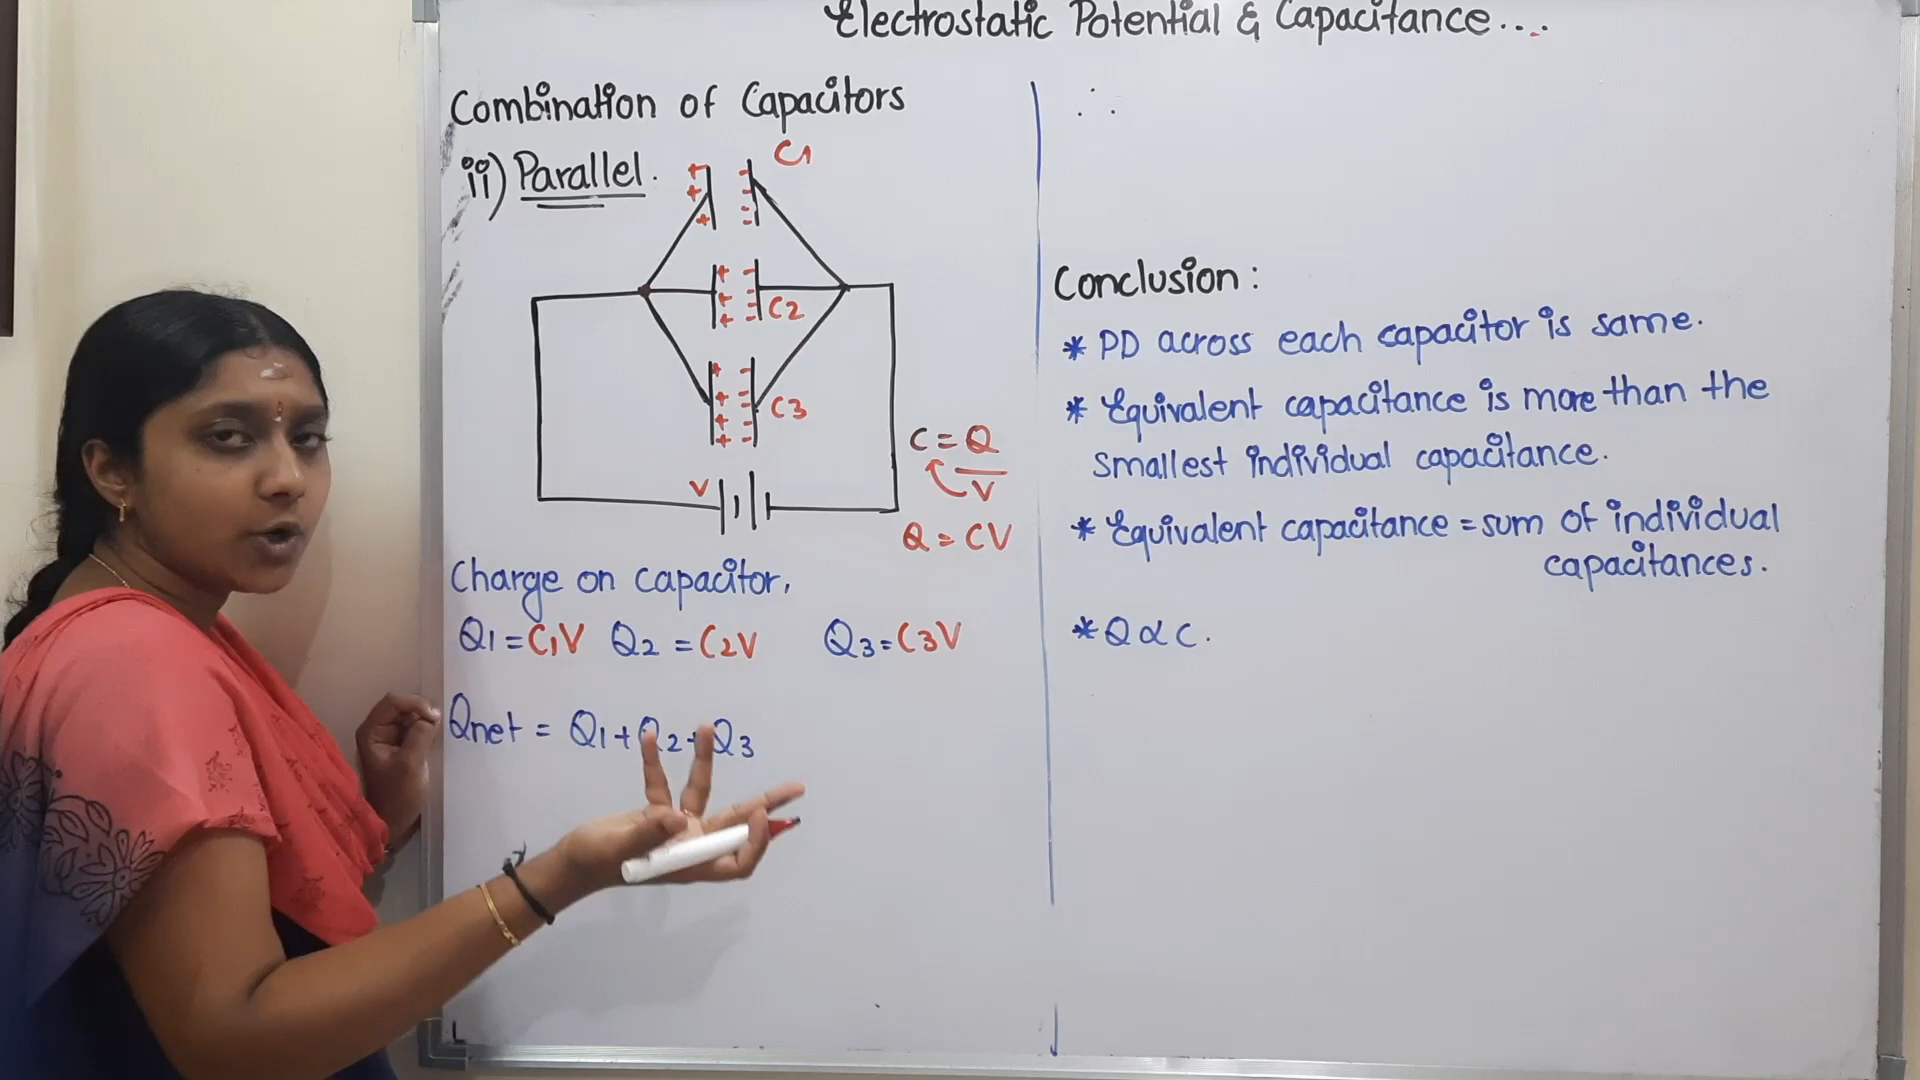 Electrostatic Potential & Capacitance....
Combination of Capacitors
ii) Parallel.
C1
C2
C3
V
C = Q
V
Q = CV
Charge on capacitor,
Q1 = C1V Q2 = C2V Q3 = C3V
Qnet = Q1 + Q2 + Q3
∴
Conclusion :
* PD across each capacitor is same.
* Equivalent capacitance is more than the
smallest individual capacitance.
* Equivalent capacitance = sum of individual
capacitances.
* Q ∝ C.